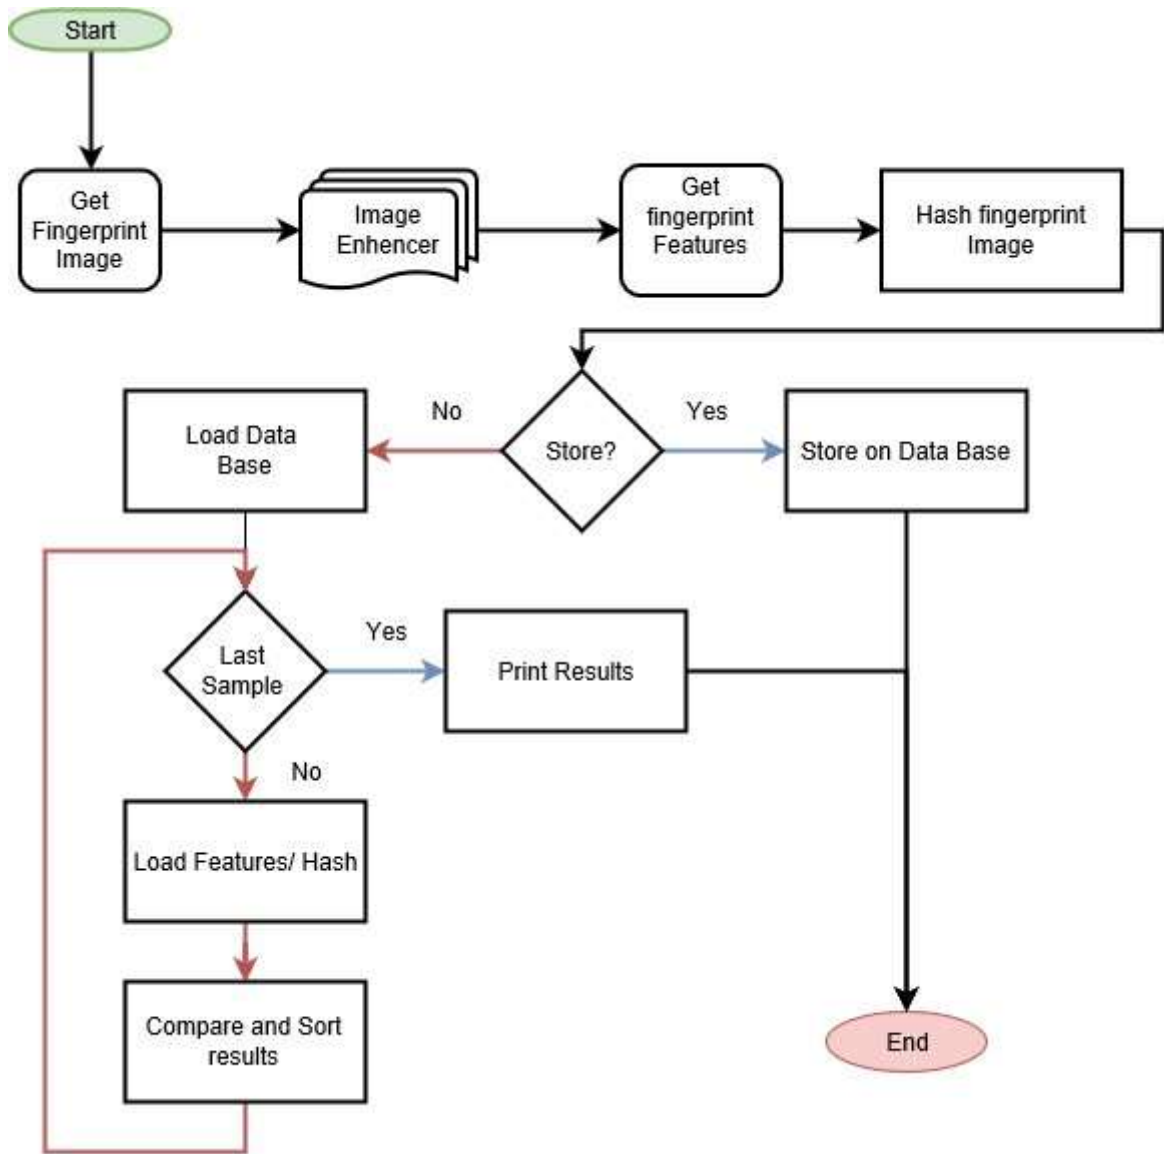 Start
Get
Fingerprint
Image
Image
Enhencer
Get
fingerprint
Features
Hash fingerprint
Image
No
Yes
Load Data
Base
Store?
Store on Data Base
Last
Sample
Yes
Print Results
No
Load Features/ Hash
Compare and Sort
results
End